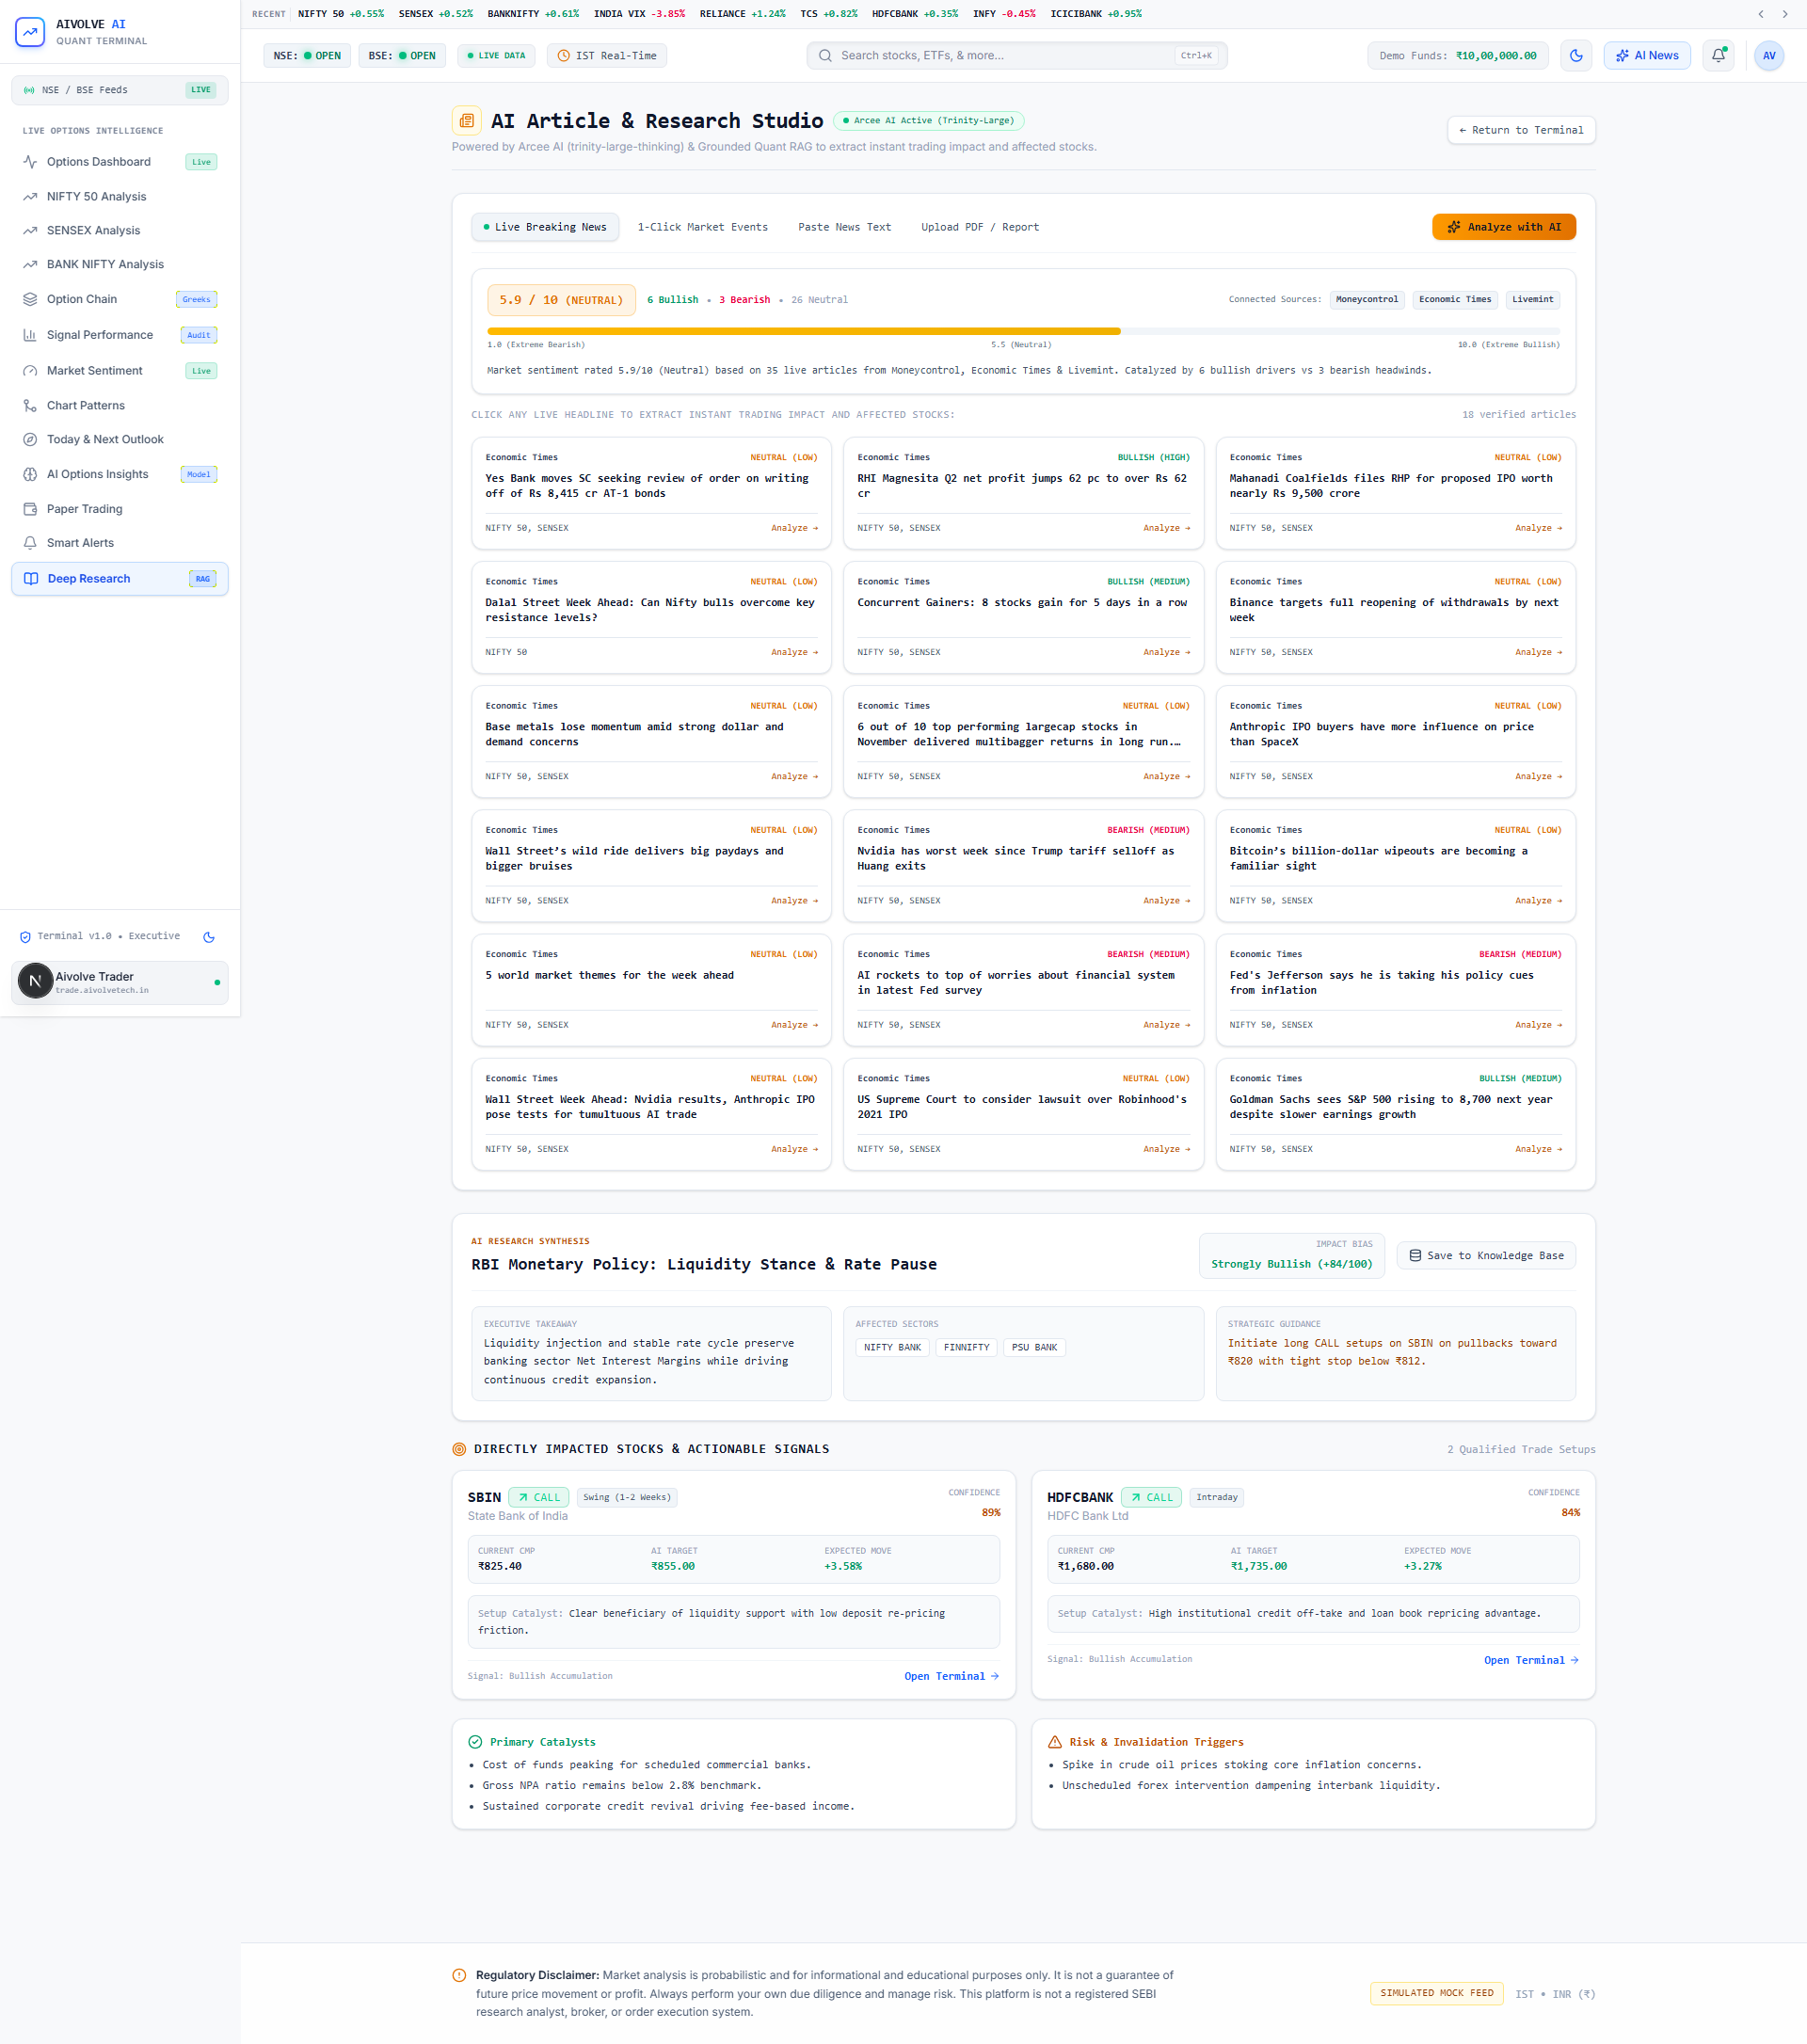 AIVOLVE AI
QUANT TERMINAL
NSE / BSE Feeds LIVE
LIVE OPTIONS INTELLIGENCE
Options Dashboard Live
NIFTY 50 Analysis
SENSEX Analysis
BANK NIFTY Analysis
Option Chain Greeks
Signal Performance Audit
Market Sentiment Live
Chart Patterns
Today & Next Outlook
AI Options Insights Model
Paper Trading
Smart Alerts
Deep Research RAG
Terminal v1.0 • Executive
N
Aivolve Trader
trade.aivolvetech.in
RECENT NIFTY 50 +0.55% SENSEX +0.52% BANKNIFTY +0.61% INDIA VIX -3.85% RELIANCE +1.24% TCS +0.82% HDFCBANK +0.35% INFY -0.45% ICICIBANK +0.95%
NSE: OPEN BSE: OPEN LIVE DATA IST Real-Time Search stocks, ETFs, & more... Ctrl+K Demo Funds: ₹10,00,000.00 AI News AV
AI Article & Research Studio Arcee AI Active (Trinity-Large)
Powered by Arcee AI (trinity-large-thinking) & Grounded Quant RAG to extract instant trading impact and affected stocks.
← Return to Terminal
Live Breaking News 1-Click Market Events Paste News Text Upload PDF / Report Analyze with AI
5.9 / 10 (NEUTRAL) 6 Bullish • 3 Bearish • 26 Neutral Connected Sources: Moneycontrol Economic Times Livemint
1.0 (Extreme Bearish) 5.5 (Neutral) 10.0 (Extreme Bullish)
Market sentiment rated 5.9/10 (Neutral) based on 35 live articles from Moneycontrol, Economic Times & Livemint. Catalyzed by 6 bullish drivers vs 3 bearish headwinds.
CLICK ANY LIVE HEADLINE TO EXTRACT INSTANT TRADING IMPACT AND AFFECTED STOCKS: 18 verified articles
Economic Times NEUTRAL (LOW)
Yes Bank moves SC seeking review of order on writing
off of Rs 8,415 cr AT-1 bonds
NIFTY 50, SENSEX Analyze →
Economic Times BULLISH (HIGH)
RHI Magnesita Q2 net profit jumps 62 pc to over Rs 62
cr
NIFTY 50, SENSEX Analyze →
Economic Times NEUTRAL (LOW)
Mahanadi Coalfields files RHP for proposed IPO worth
nearly Rs 9,500 crore
NIFTY 50, SENSEX Analyze →
Economic Times NEUTRAL (LOW)
Dalal Street Week Ahead: Can Nifty bulls overcome key
resistance levels?
NIFTY 50 Analyze →
Economic Times BULLISH (MEDIUM)
Concurrent Gainers: 8 stocks gain for 5 days in a row
NIFTY 50, SENSEX Analyze →
Economic Times NEUTRAL (LOW)
Binance targets full reopening of withdrawals by next
week
NIFTY 50, SENSEX Analyze →
Economic Times NEUTRAL (LOW)
Base metals lose momentum amid strong dollar and
demand concerns
NIFTY 50, SENSEX Analyze →
Economic Times NEUTRAL (LOW)
6 out of 10 top performing largecap stocks in
November delivered multibagger returns in long run.…
NIFTY 50, SENSEX Analyze →
Economic Times NEUTRAL (LOW)
Anthropic IPO buyers have more influence on price
than SpaceX
NIFTY 50, SENSEX Analyze →
Economic Times NEUTRAL (LOW)
Wall Street’s wild ride delivers big paydays and
bigger bruises
NIFTY 50, SENSEX Analyze →
Economic Times BEARISH (MEDIUM)
Nvidia has worst week since Trump tariff selloff as
Huang exits
NIFTY 50, SENSEX Analyze →
Economic Times NEUTRAL (LOW)
Bitcoin’s billion-dollar wipeouts are becoming a
familiar sight
NIFTY 50, SENSEX Analyze →
Economic Times NEUTRAL (LOW)
5 world market themes for the week ahead
NIFTY 50, SENSEX Analyze →
Economic Times BEARISH (MEDIUM)
AI rockets to top of worries about financial system
in latest Fed survey
NIFTY 50, SENSEX Analyze →
Economic Times BEARISH (MEDIUM)
Fed's Jefferson says he is taking his policy cues
from inflation
NIFTY 50, SENSEX Analyze →
Economic Times NEUTRAL (LOW)
Wall Street Week Ahead: Nvidia results, Anthropic IPO
pose tests for tumultuous AI trade
NIFTY 50, SENSEX Analyze →
Economic Times NEUTRAL (LOW)
US Supreme Court to consider lawsuit over Robinhood's
2021 IPO
NIFTY 50, SENSEX Analyze →
Economic Times BULLISH (MEDIUM)
Goldman Sachs sees S&P 500 rising to 8,700 next year
despite slower earnings growth
NIFTY 50, SENSEX Analyze →
AI RESEARCH SYNTHESIS
RBI Monetary Policy: Liquidity Stance & Rate Pause
IMPACT BIAS
Strongly Bullish (+84/100)
Save to Knowledge Base
EXECUTIVE TAKEAWAY
Liquidity injection and stable rate cycle preserve
banking sector Net Interest Margins while driving
continuous credit expansion.
AFFECTED SECTORS
NIFTY BANK FINNIFTY PSU BANK
STRATEGIC GUIDANCE
Initiate long CALL setups on SBIN on pullbacks toward
₹820 with tight stop below ₹812.
DIRECTLY IMPACTED STOCKS & ACTIONABLE SIGNALS 2 Qualified Trade Setups
SBIN CALL Swing (1-2 Weeks) CONFIDENCE
State Bank of India 89%
CURRENT CMP AI TARGET EXPECTED MOVE
₹825.40 ₹855.00 +3.58%
Setup Catalyst: Clear beneficiary of liquidity support with low deposit re-pricing
friction.
Signal: Bullish Accumulation Open Terminal →
HDFCBANK CALL Intraday CONFIDENCE
HDFC Bank Ltd 84%
CURRENT CMP AI TARGET EXPECTED MOVE
₹1,680.00 ₹1,735.00 +3.27%
Setup Catalyst: High institutional credit off-take and loan book repricing advantage.
Signal: Bullish Accumulation Open Terminal →
Primary Catalysts
• Cost of funds peaking for scheduled commercial banks.
• Gross NPA ratio remains below 2.8% benchmark.
• Sustained corporate credit revival driving fee-based income.
Risk & Invalidation Triggers
• Spike in crude oil prices stoking core inflation concerns.
• Unscheduled forex intervention dampening interbank liquidity.
Regulatory Disclaimer: Market analysis is probabilistic and for informational and educational purposes only. It is not a guarantee of
future price movement or profit. Always perform your own due diligence and manage risk. This platform is not a registered SEBI
research analyst, broker, or order execution system.
SIMULATED MOCK FEED IST • INR (₹)